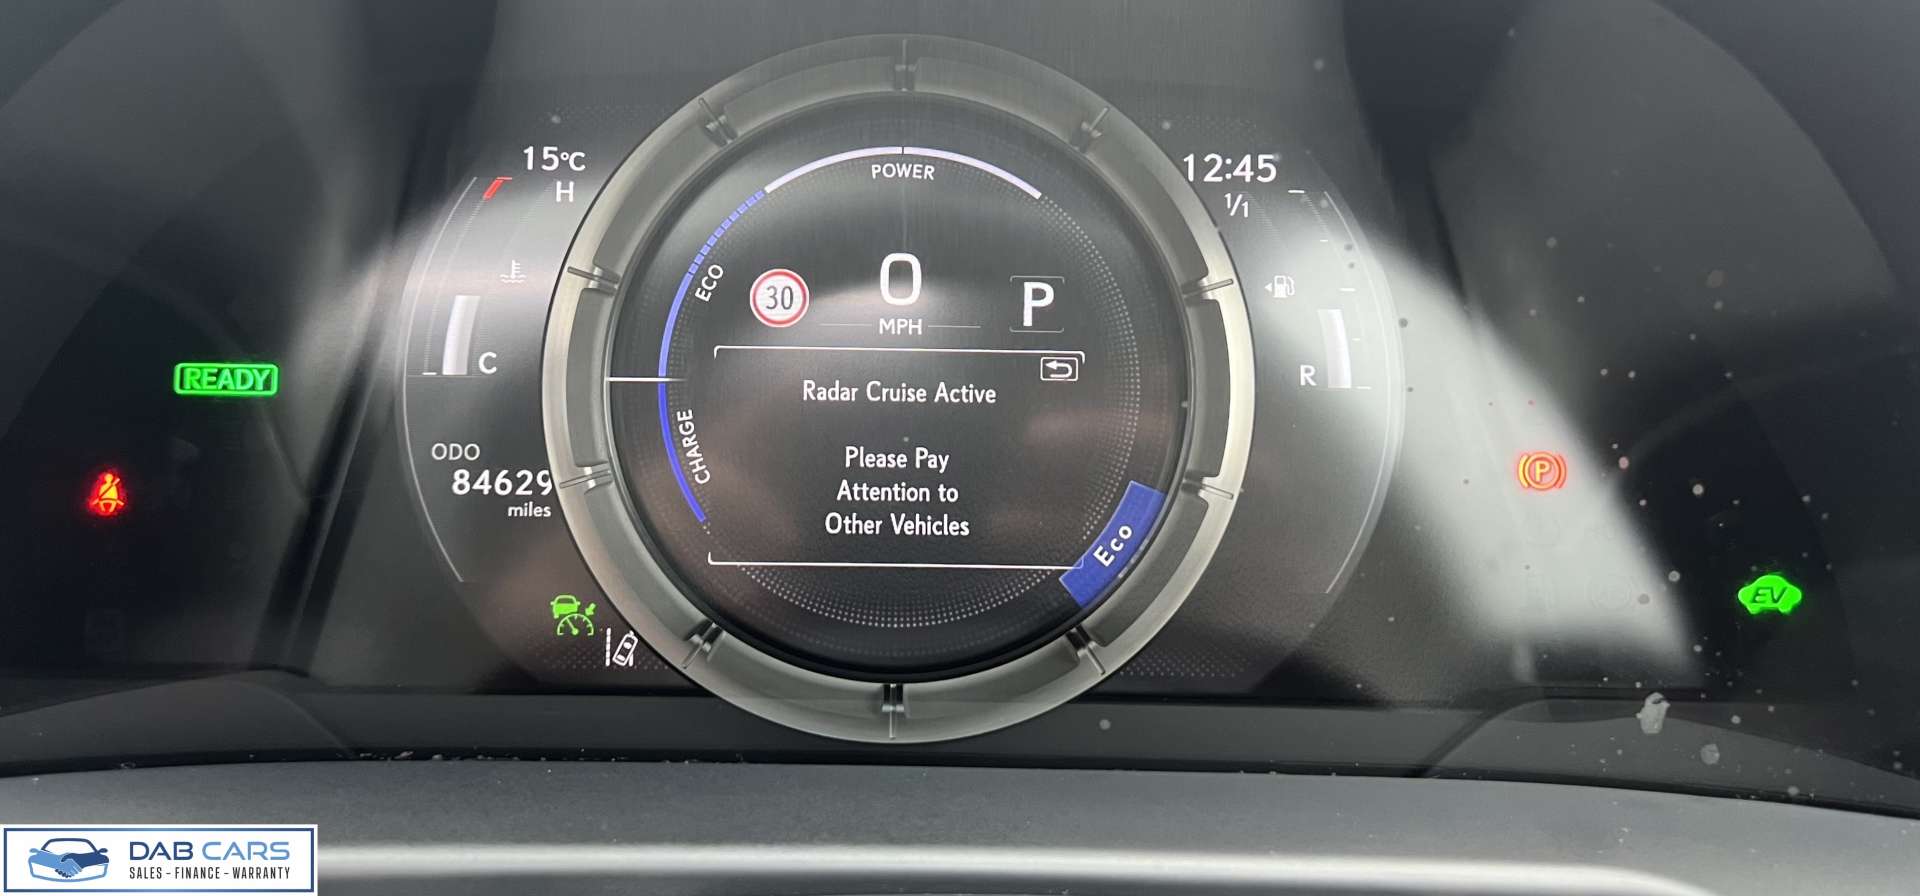 15°C
H
C
READY
ODO
84629
miles
POWER
ECO
CHARGE
30
0
MPH
P
Radar Cruise Active
Please Pay
Attention to
Other Vehicles
Eco
12:45
1/1
R
P
EV
DAB CARS
SALES - FINANCE - WARRANTY